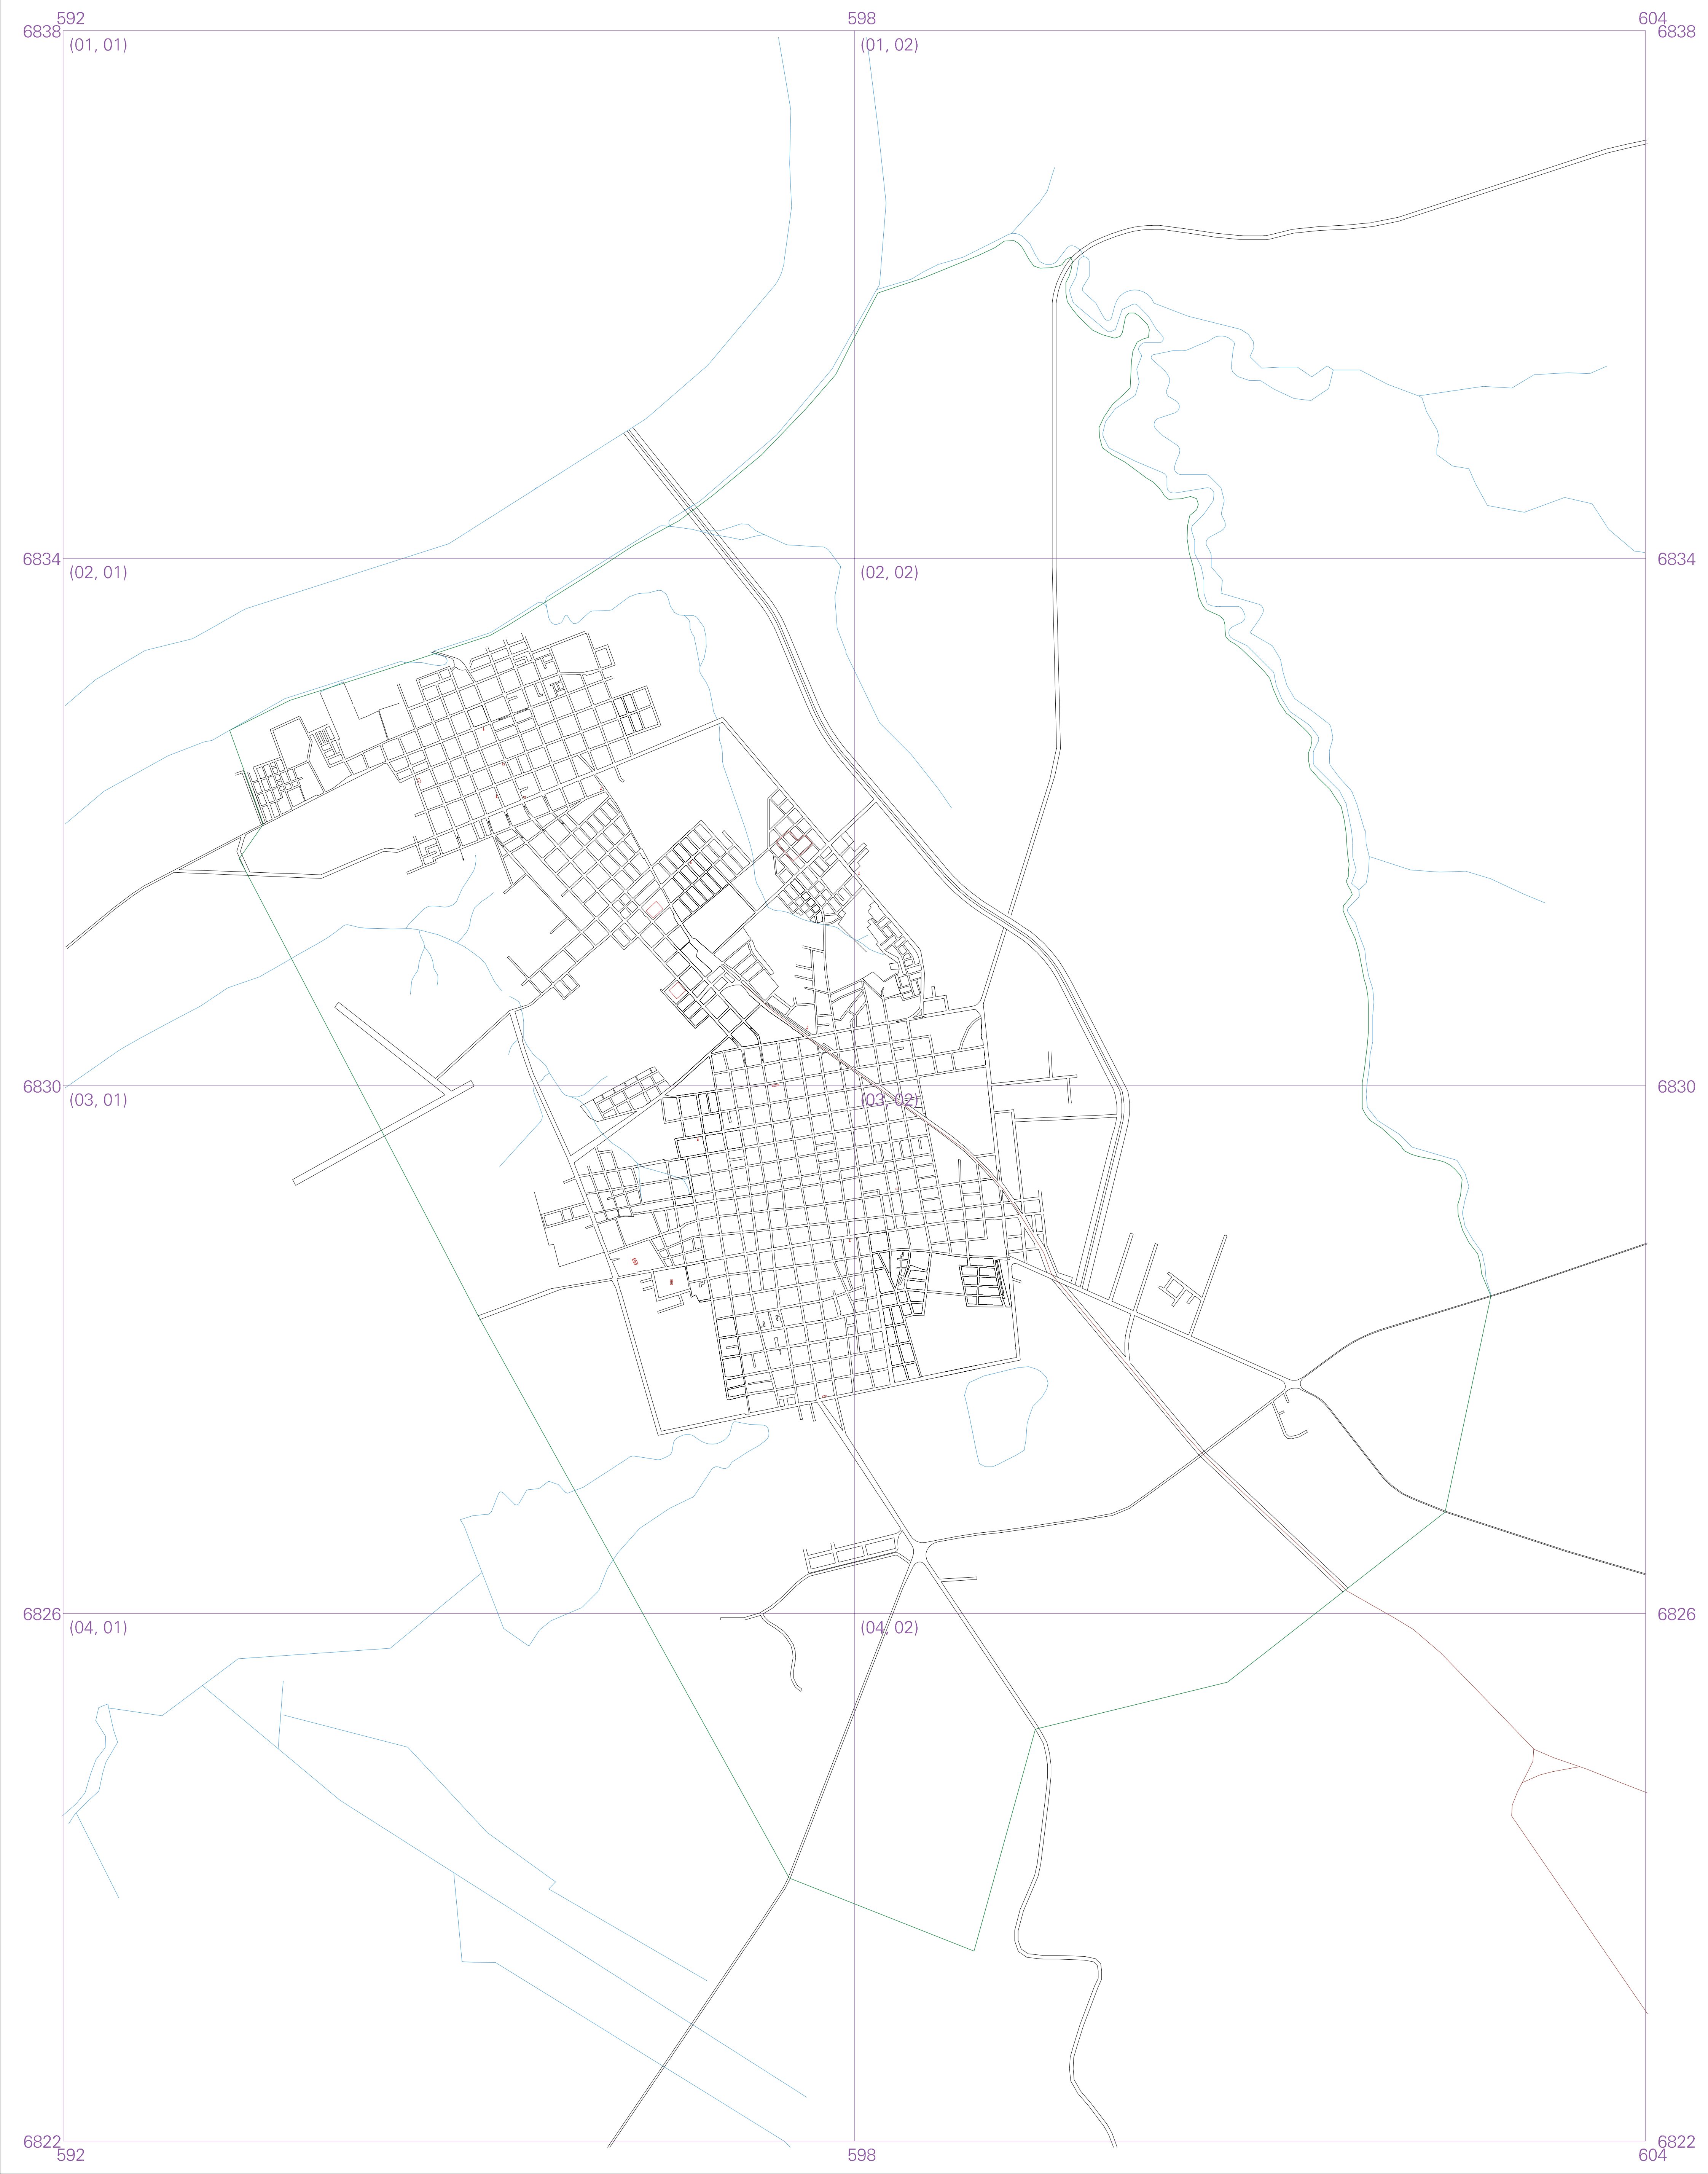 592 598 604
6838 6838
(01, 01) (01, 02)
6834 6834
(02, 01) (02, 02)
6830 6830
(03, 01) (03, 02)
6826 6826
(04, 01) (04, 02)
6822 6822
592 598 604